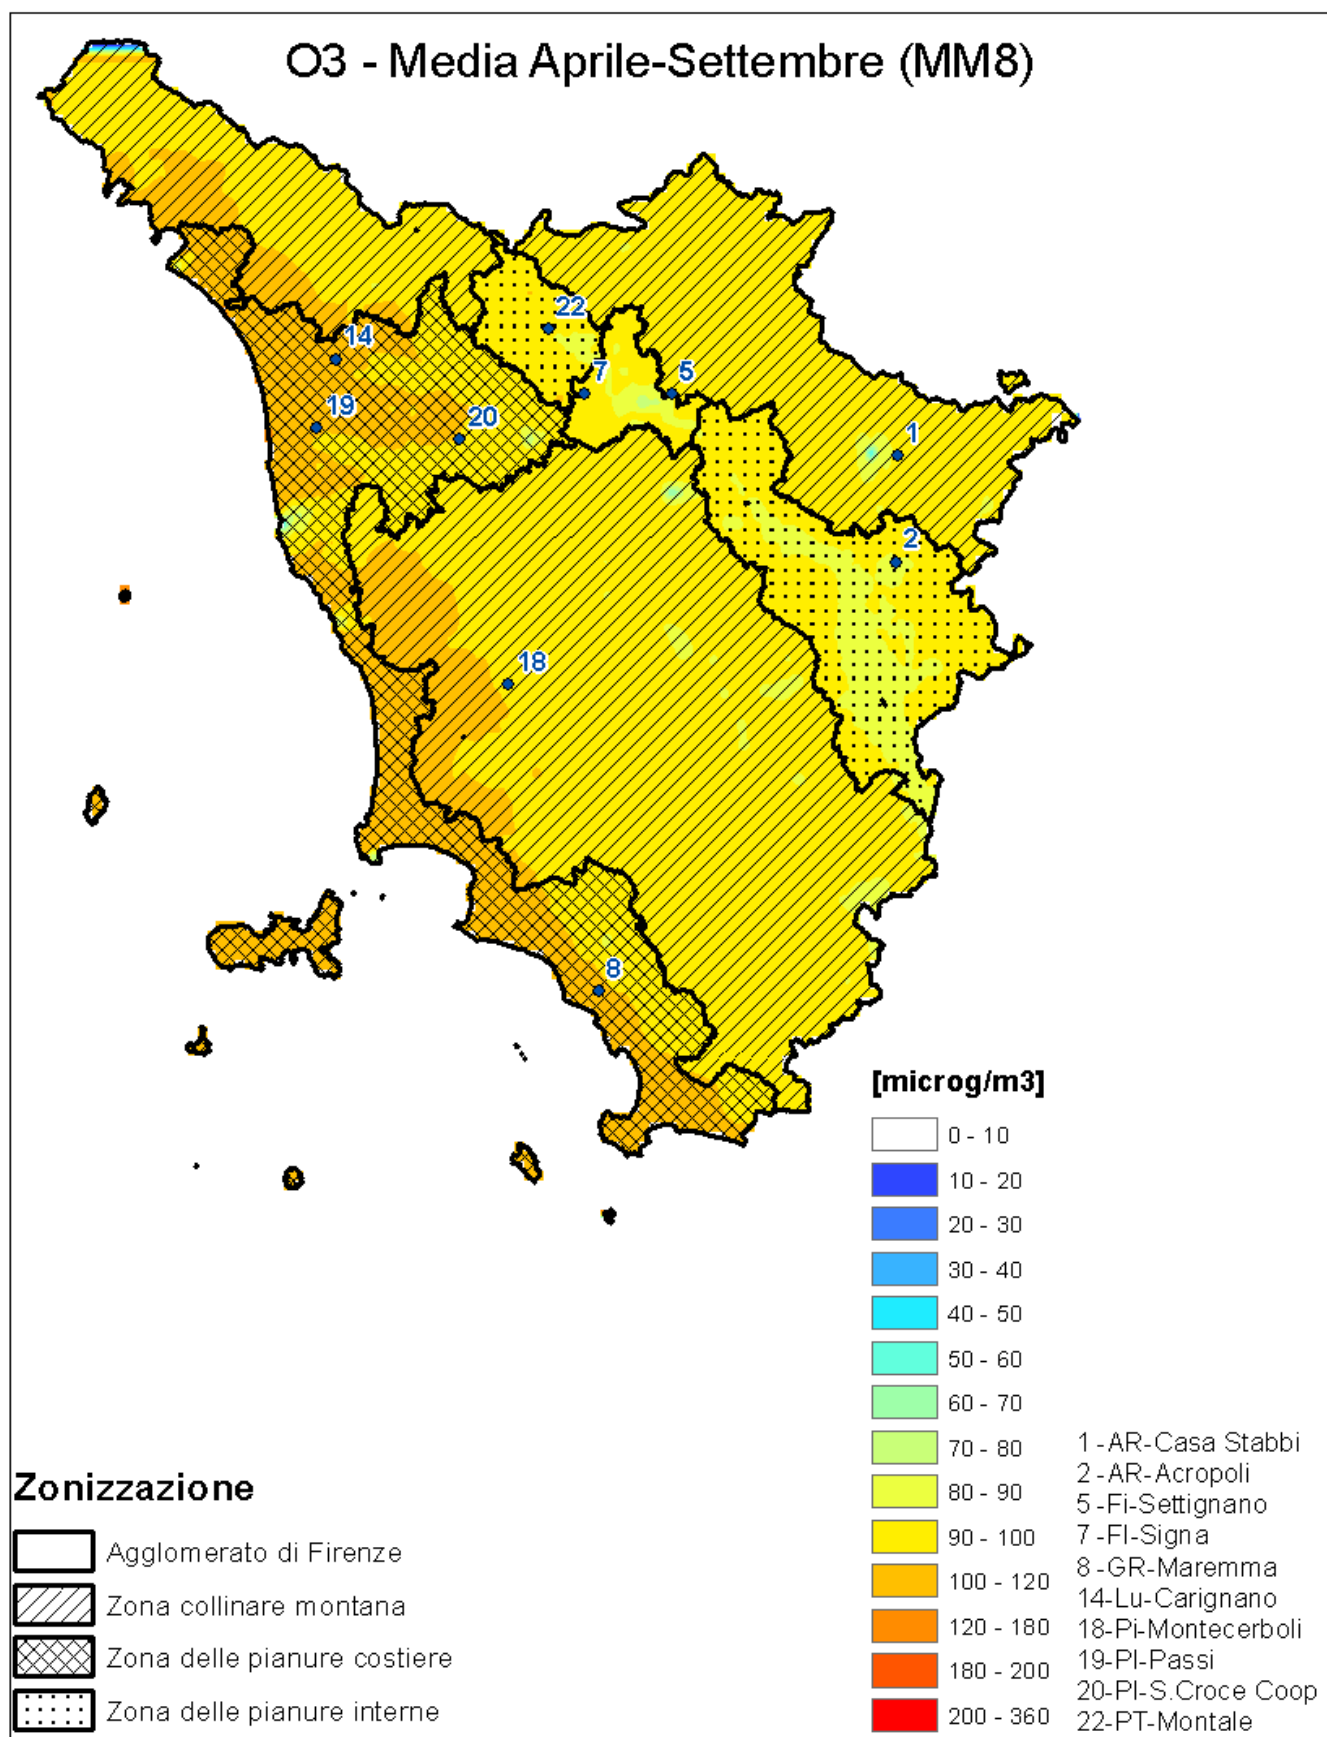 O3 - Media Aprile-Settembre (MM8)
22
14
7
5
19
20
1
2
18
8
[microg/m3]
0 - 10
10 - 20
20 - 30
30 - 40
40 - 50
50 - 60
60 - 70
70 - 80
80 - 90
90 - 100
100 - 120
120 - 180
180 - 200
200 - 360
1 -AR-Casa Stabbi
2 -AR-Acropoli
5 -Fi-Settignano
7 -FI-Signa
8 -GR-Maremma
14-Lu-Carignano
18-Pi-Montecerboli
19-PI-Passi
20-PI-S.Croce Coop
22-PT-Montale
Zonizzazione
Agglomerato di Firenze
Zona collinare montana
Zona delle pianure costiere
Zona delle pianure interne